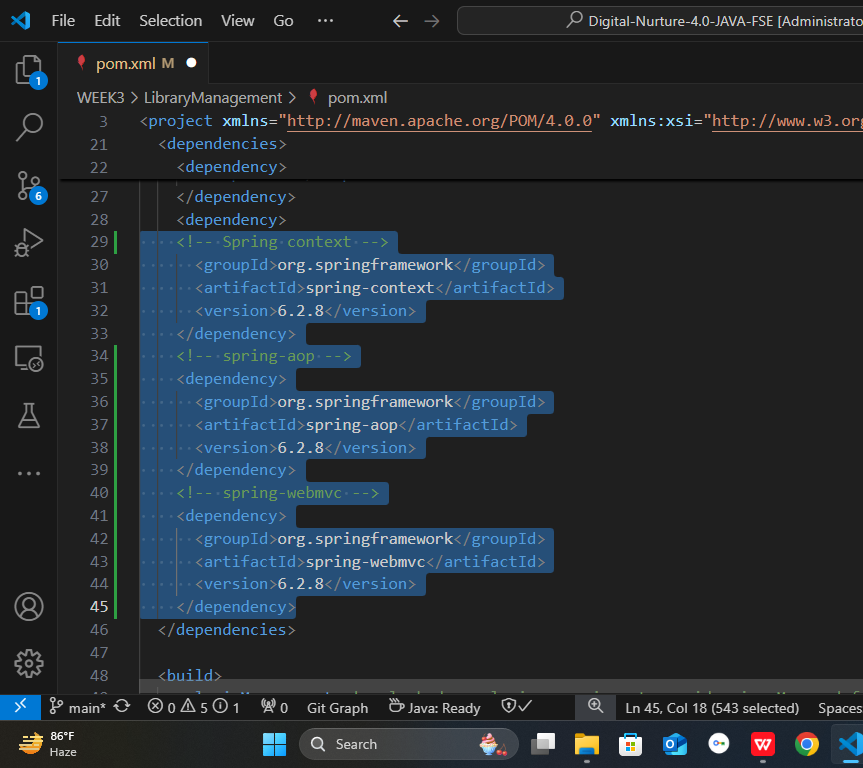 File Edit Selection View Go ··· Digital-Nurture-4.0-JAVA-FSE [Administrato
pom.xml M
WEEK3 > LibraryManagement > pom.xml
3 <project xmlns="http://maven.apache.org/POM/4.0.0" xmlns:xsi="http://www.w3.org
21 <dependencies>
22 <dependency>
27 </dependency>
28 <dependency>
29 <!-- Spring context -->
30 <groupId>org.springframework</groupId>
31 <artifactId>spring-context</artifactId>
32 <version>6.2.8</version>
33 </dependency>
34 <!-- spring-aop -->
35 <dependency>
36 <groupId>org.springframework</groupId>
37 <artifactId>spring-aop</artifactId>
38 <version>6.2.8</version>
39 </dependency>
40 <!-- spring-webmvc -->
41 <dependency>
42 <groupId>org.springframework</groupId>
43 <artifactId>spring-webmvc</artifactId>
44 <version>6.2.8</version>
45 </dependency>
46 </dependencies>
47
48 <build>
1
6
1
main* 0 5 1 0 Git Graph Java: Ready Ln 45, Col 18 (543 selected) Spaces
86°F
Haze
Search